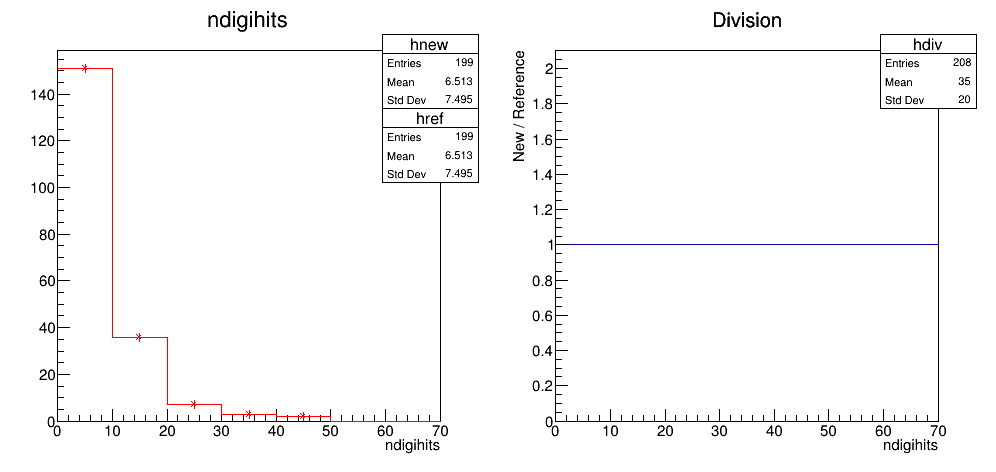 ndigihits
hnew
Entries 199
Mean 6.513
Std Dev 7.495
href
Entries 199
Mean 6.513
Std Dev 7.495
140
120
100
80
60
40
20
0
0 10 20 30 40 50 60 70
ndigihits
Division
hdiv
Entries 208
Mean 35
Std Dev 20
New / Reference
2
1.8
1.6
1.4
1.2
1
0.8
0.6
0.4
0.2
0
0 10 20 30 40 50 60 70
ndigihits